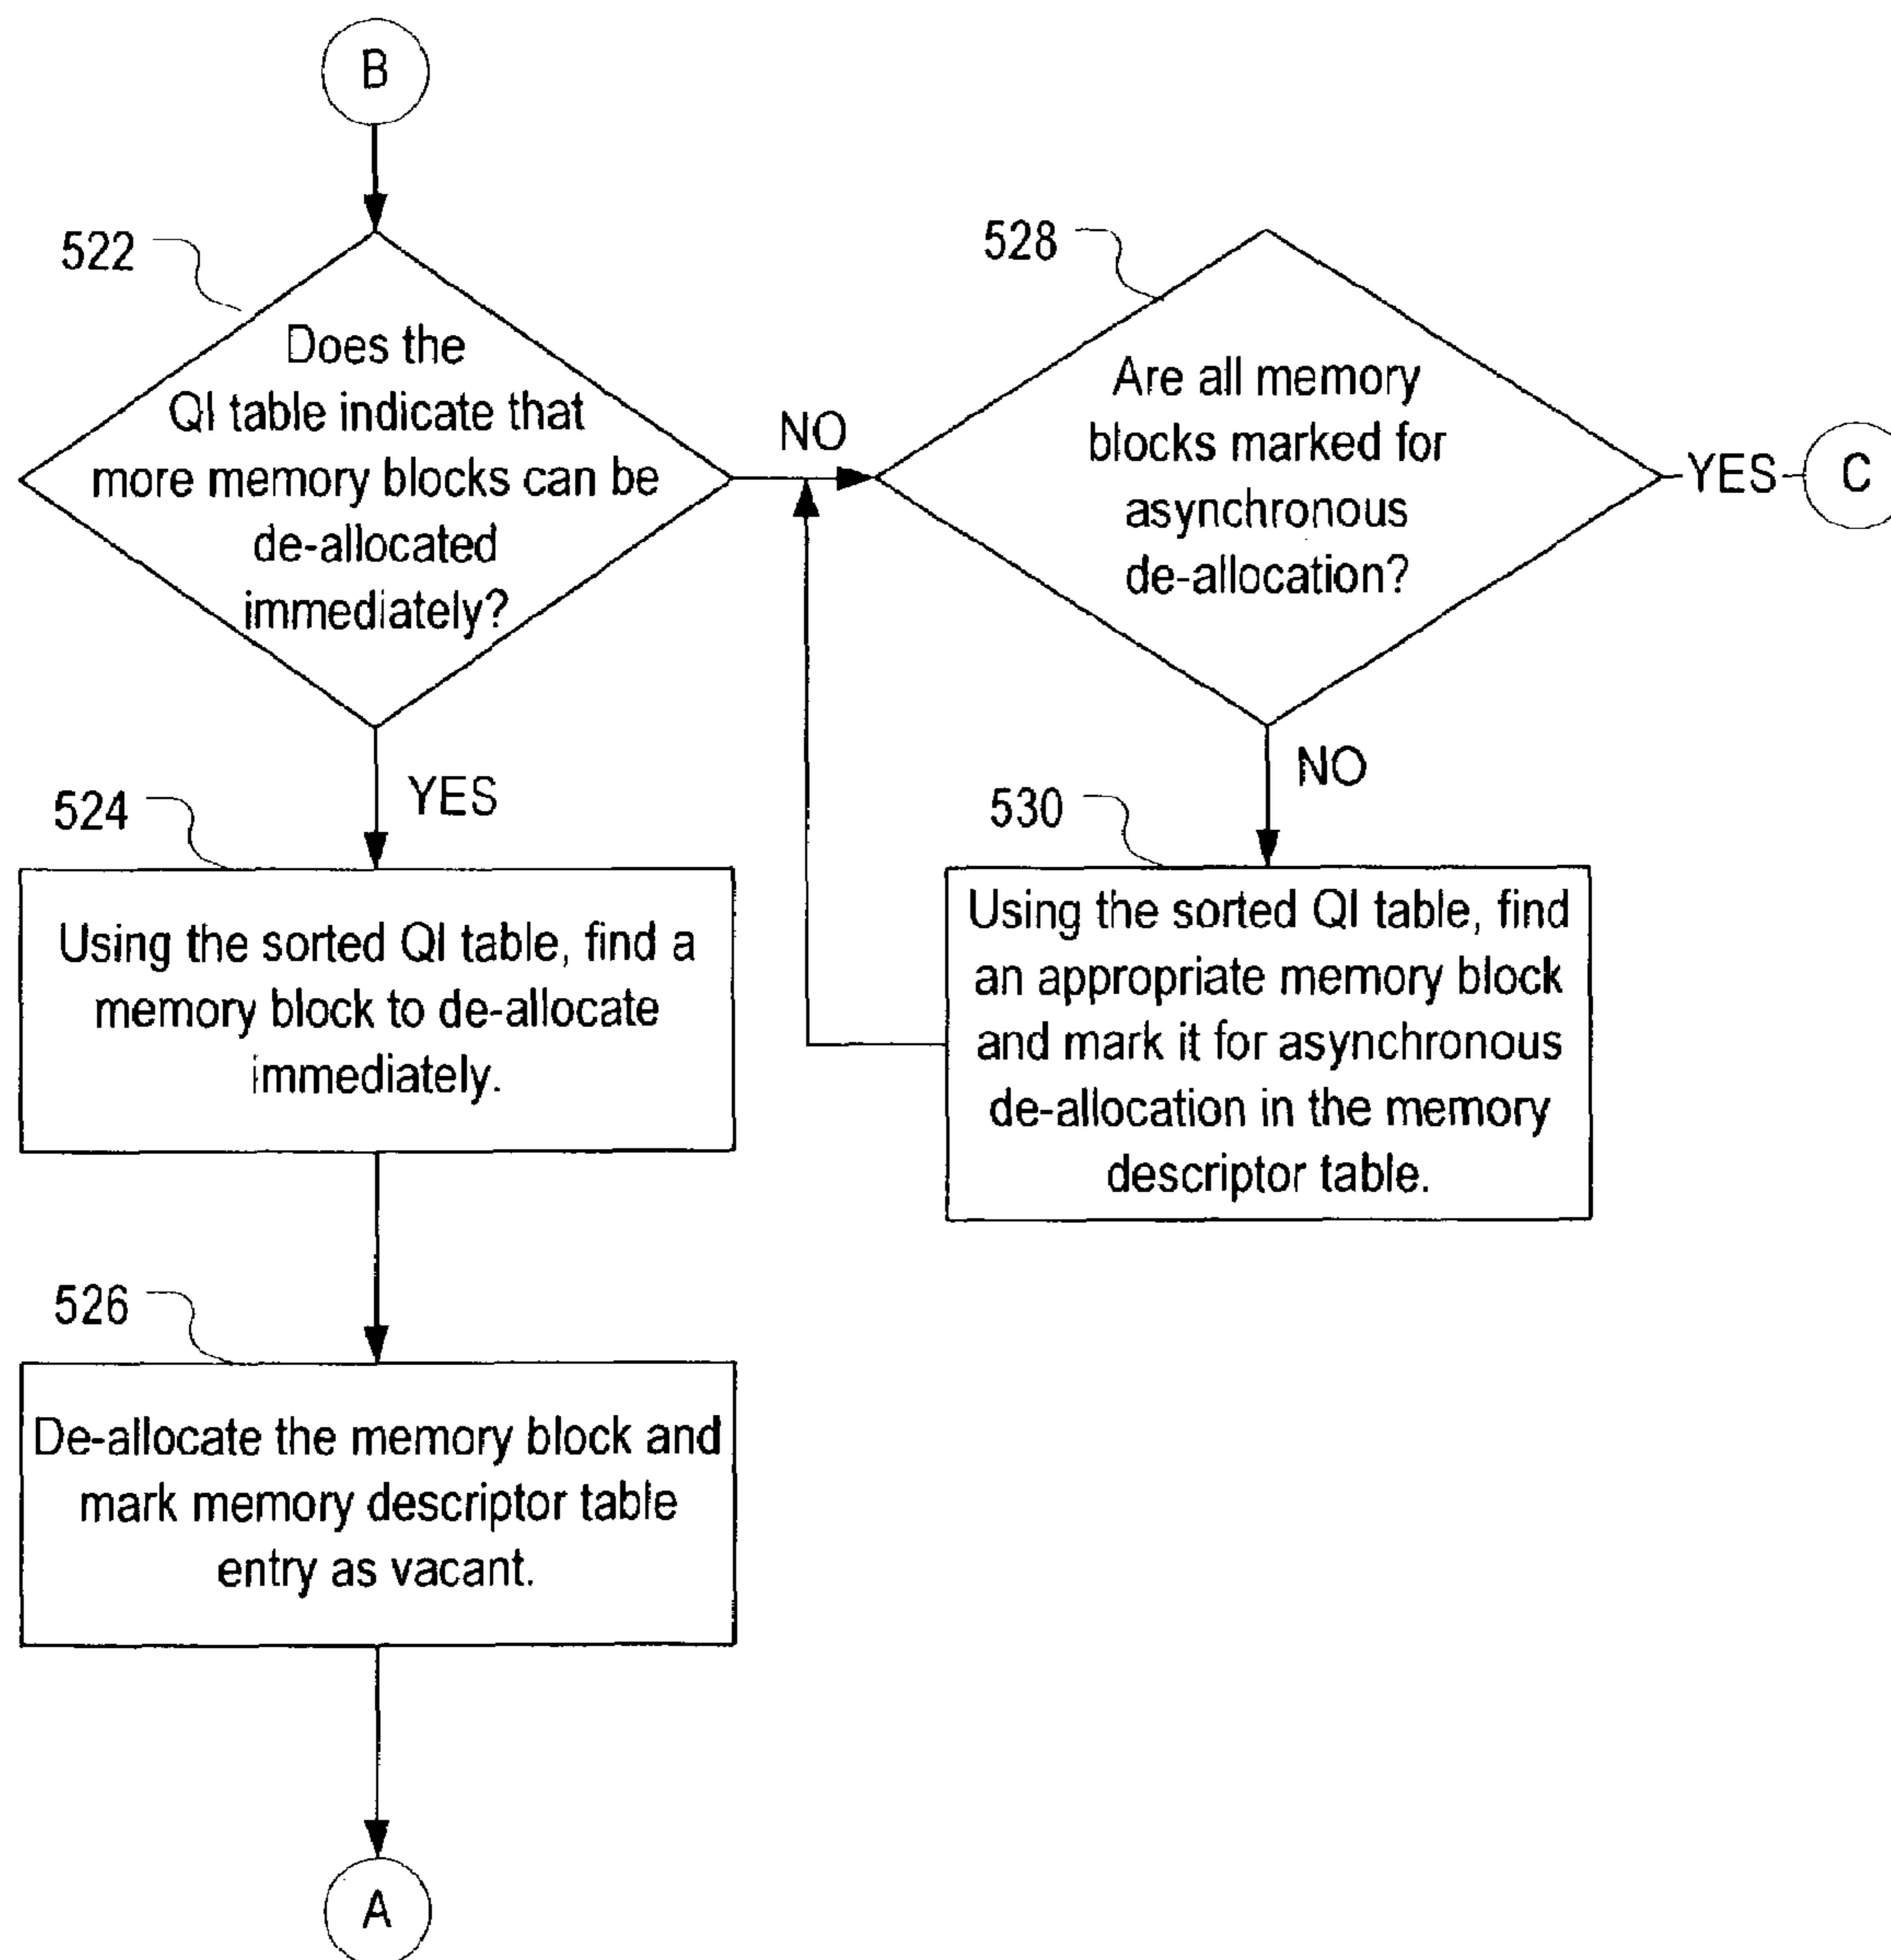 B
522
Does the
QI table indicate that
more memory blocks can be
de-allocated
immediately?
NO
528
Are all memory
blocks marked for
asynchronous
de-allocation?
YES
C
YES
NO
524
Using the sorted QI table, find a
memory block to de-allocate
immediately.
530
Using the sorted QI table, find
an appropriate memory block
and mark it for asynchronous
de-allocation in the memory
descriptor table.
526
De-allocate the memory block and
mark memory descriptor table
entry as vacant.
A